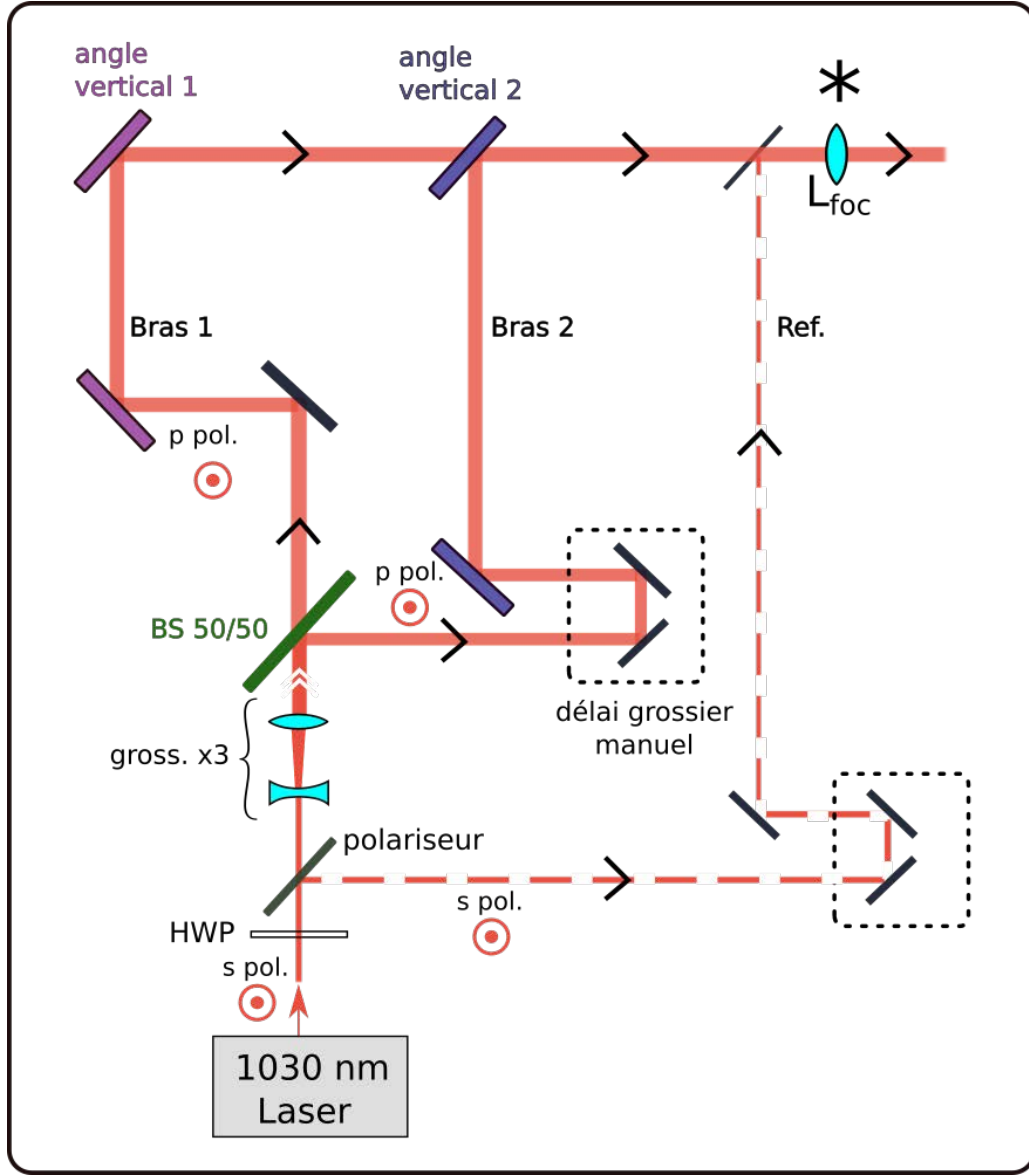 angle
vertical 1
angle
vertical 2
*
L_foc
Bras 1
Bras 2
Ref.
p pol.
p pol.
BS 50/50
délai grossier
manuel
gross. x3
polariseur
s pol.
HWP
s pol.
1030 nm
Laser